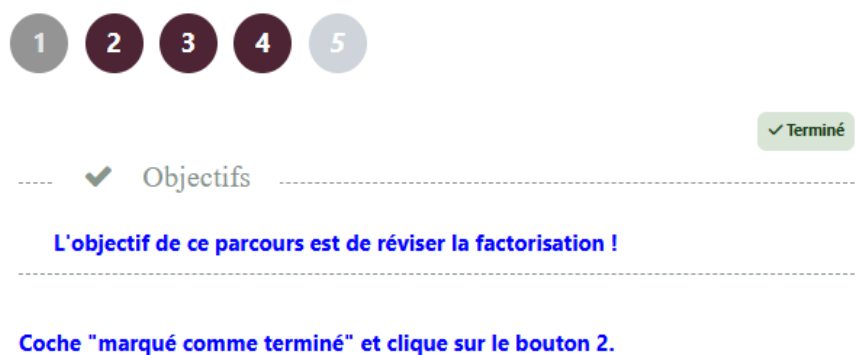 1 2 3 4 5
Terminé
Objectifs
L'objectif de ce parcours est de réviser la factorisation !
Coche "marqué comme terminé" et clique sur le bouton 2.